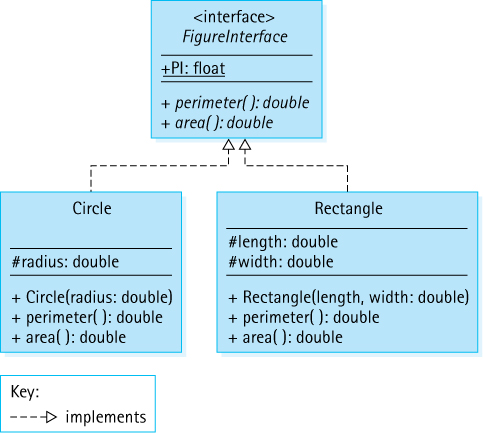 <interface>
FigureInterface
+PI: float
+ perimeter( ): double
+ area( ): double
Circle
#radius: double
+ Circle(radius: double)
+ perimeter( ): double
+ area( ): double
Rectangle
#length: double
#width: double
+ Rectangle(length, width: double)
+ perimeter( ): double
+ area( ): double
Key:
implements